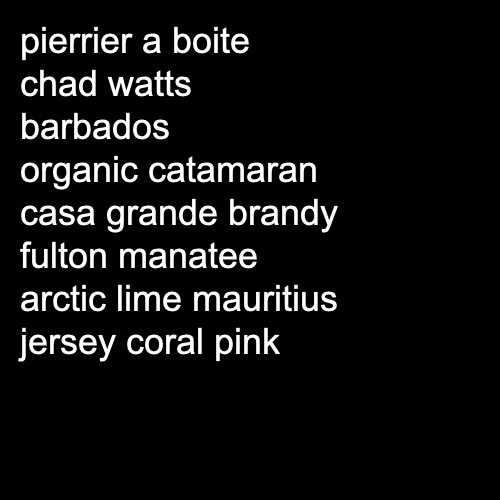 pierrier a boite
chad watts
barbados
organic catamaran
casa grande brandy
fulton manatee
arctic lime mauritius
jersey coral pink